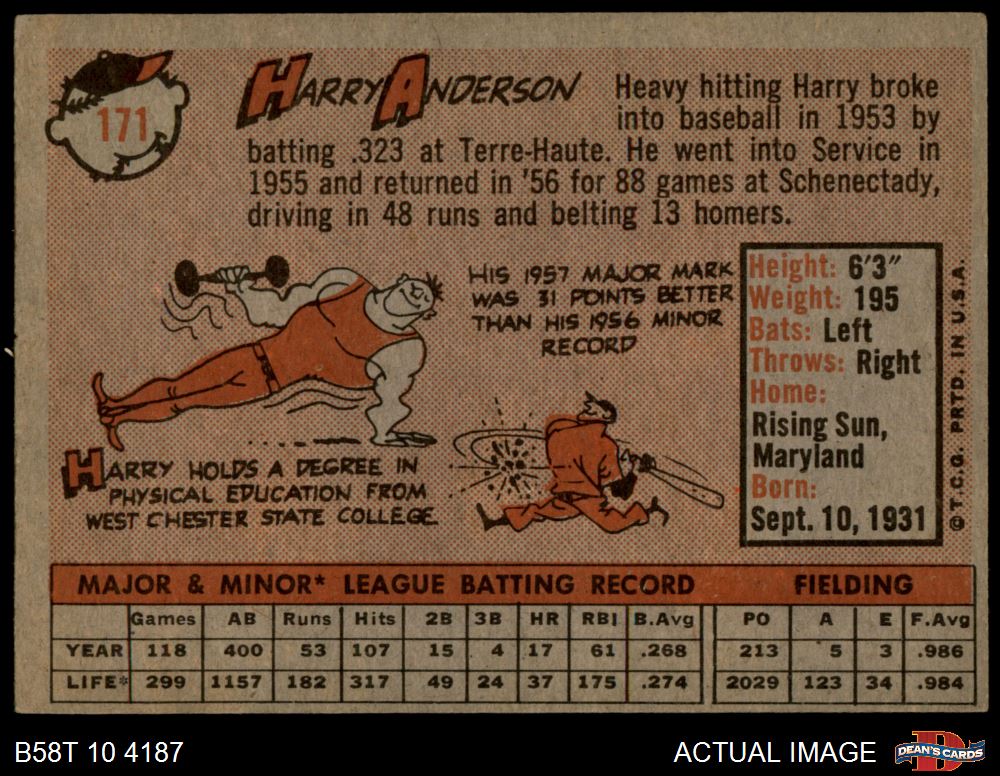 171
HARRY ANDERSON
Heavy hitting Harry broke
into baseball in 1953 by
batting .323 at Terre-Haute. He went into Service in
1955 and returned in '56 for 88 games at Schenectady,
driving in 48 runs and belting 13 homers.
HIS 1957 MAJOR MARK
WAS 31 POINTS BETTER
THAN HIS 1956 MINOR
RECORD
HARRY HOLDS A DEGREE IN
PHYSICAL EDUCATION FROM
WEST CHESTER STATE COLLEGE.
Height: 6'3"
Weight: 195
Bats: Left
Throws: Right
Home:
Rising Sun,
Maryland
Born:
Sept. 10, 1931
© T.C.G. PRTD. IN U.S.A.
MAJOR & MINOR* LEAGUE BATTING RECORD FIELDING
Games AB Runs Hits 2B 3B HR RBI B.Avg PO A E F.Avg
YEAR 118 400 53 107 15 4 17 61 .268 213 5 3 .986
LIFE* 299 1157 182 317 49 24 37 175 .274 2029 123 34 .984
B58T 10 4187
ACTUAL IMAGE
D
DEAN'S CARDS